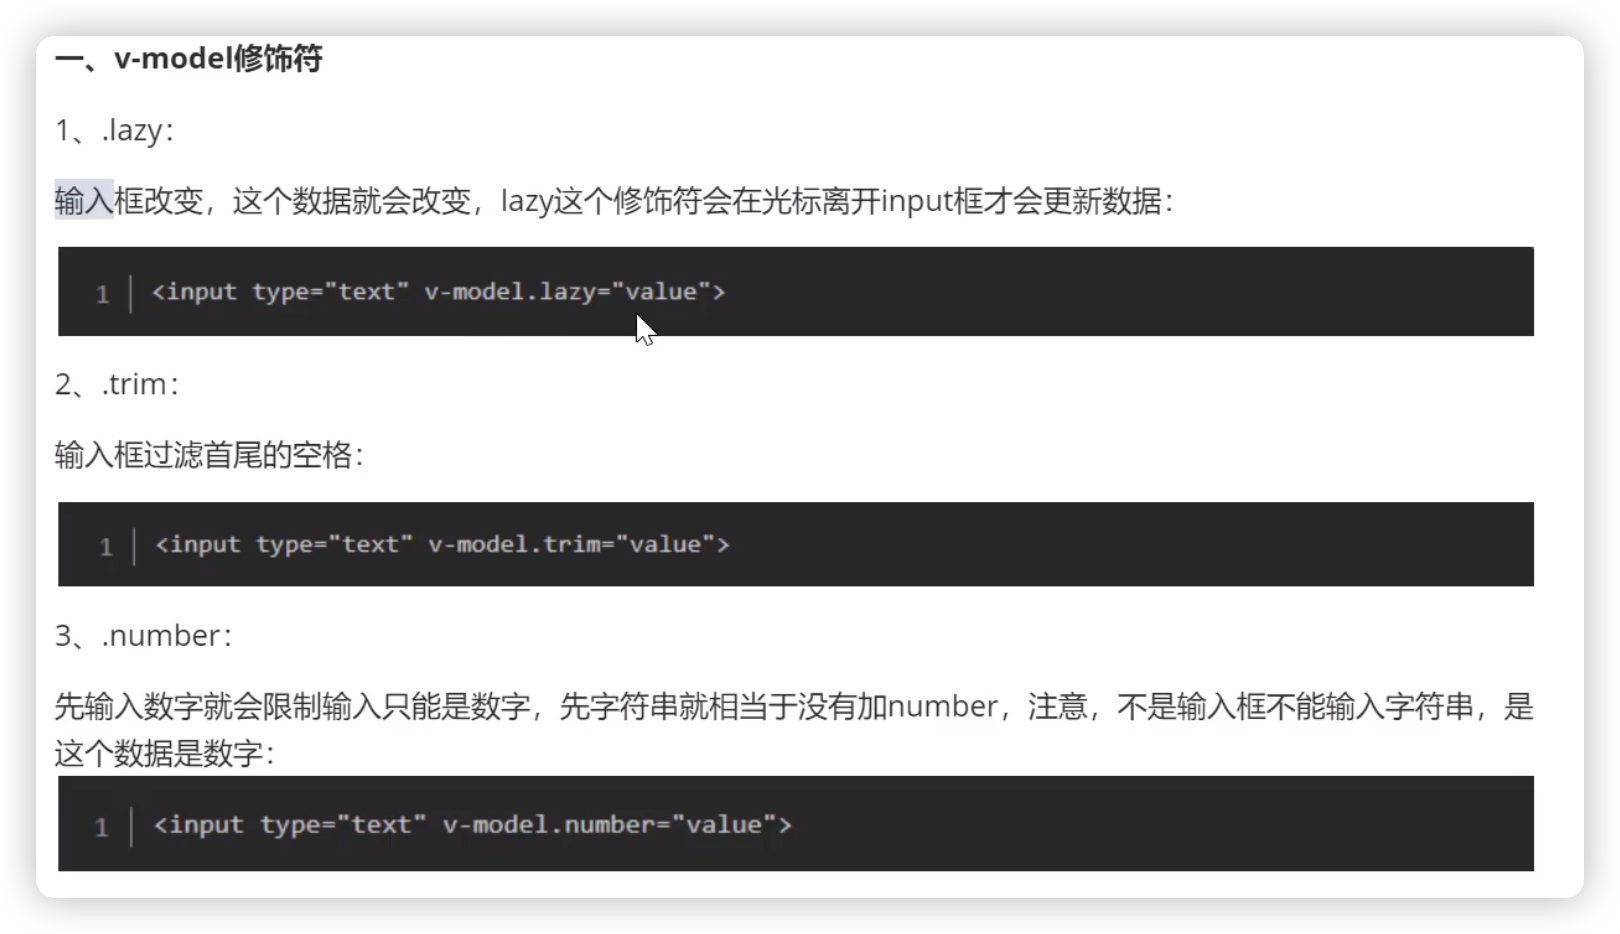 一、v-model修饰符
1、.lazy：
输入框改变，这个数据就会改变，lazy这个修饰符会在光标离开input框才会更新数据：
1 <input type="text" v-model.lazy="value">
2、.trim：
输入框过滤首尾的空格：
1 <input type="text" v-model.trim="value">
3、.number：
先输入数字就会限制输入只能是数字，先字符串就相当于没有加number，注意，不是输入框不能输入字符串，是
这个数据是数字：
1 <input type="text" v-model.number="value">